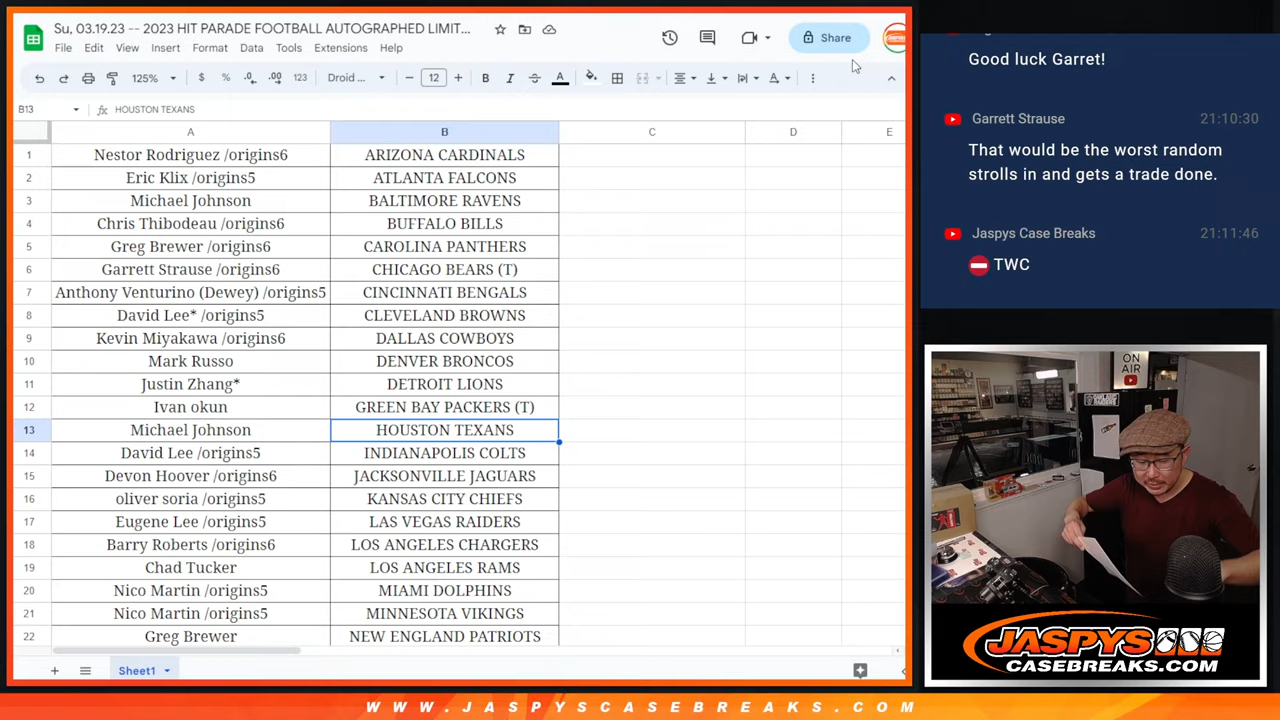 Su, 03.19.23 -- 2023 HIT PARADE FOOTBALL AUTOGRAPHED LIMIT...
File Edit View Insert Format Data Tools Extensions Help
Share
125% $ % .0 .00 123 Droid ... 12 B I A
B13 fx HOUSTON TEXANS
A B C D E
1 Nestor Rodriguez /origins6 ARIZONA CARDINALS
2 Eric Klix /origins5 ATLANTA FALCONS
3 Michael Johnson BALTIMORE RAVENS
4 Chris Thibodeau /origins6 BUFFALO BILLS
5 Greg Brewer /origins6 CAROLINA PANTHERS
6 Garrett Strause /origins6 CHICAGO BEARS (T)
7 Anthony Venturino (Dewey) /origins5 CINCINNATI BENGALS
8 David Lee* /origins5 CLEVELAND BROWNS
9 Kevin Miyakawa /origins6 DALLAS COWBOYS
10 Mark Russo DENVER BRONCOS
11 Justin Zhang* DETROIT LIONS
12 Ivan okun GREEN BAY PACKERS (T)
13 Michael Johnson HOUSTON TEXANS
14 David Lee /origins5 INDIANAPOLIS COLTS
15 Devon Hoover /origins6 JACKSONVILLE JAGUARS
16 oliver soria /origins5 KANSAS CITY CHIEFS
17 Eugene Lee /origins5 LAS VEGAS RAIDERS
18 Barry Roberts /origins6 LOS ANGELES CHARGERS
19 Chad Tucker LOS ANGELES RAMS
20 Nico Martin /origins5 MIAMI DOLPHINS
21 Nico Martin /origins5 MINNESOTA VIKINGS
22 Greg Brewer NEW ENGLAND PATRIOTS
Sheet1
Good luck Garret!
Garrett Strause 21:10:30
That would be the worst random
strolls in and gets a trade done.
Jaspys Case Breaks 21:11:46
TWC
ON
AIR
JASPYS
CASEBREAKS.COM
WWW.JASPYSCASEBREAKS.COM